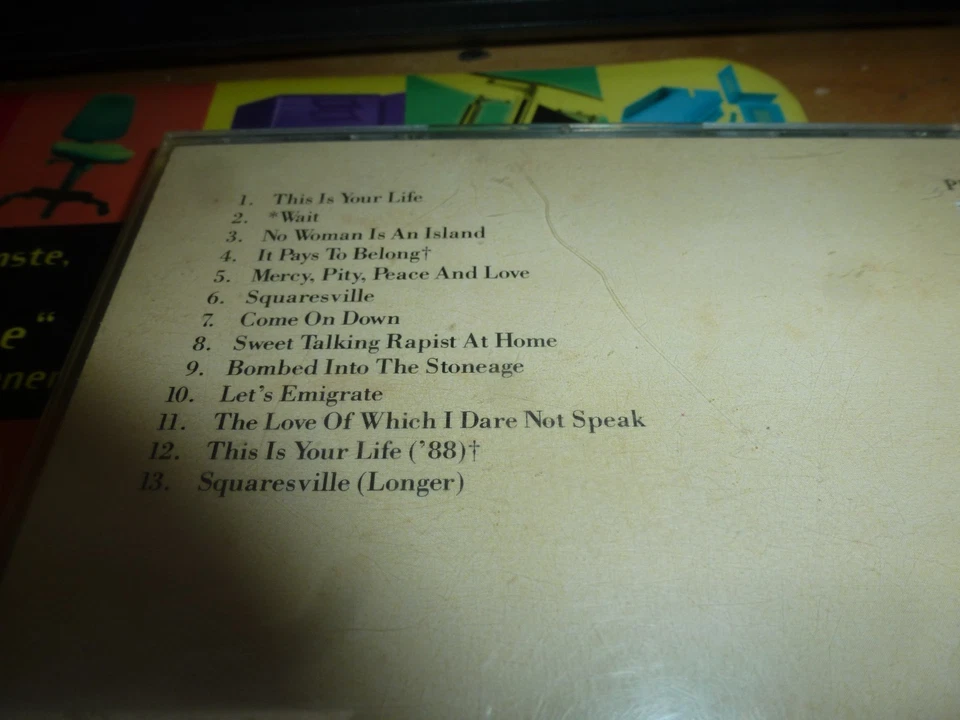 1. This Is Your Life
2. *Wait
3. No Woman Is An Island
4. It Pays To Belong†
5. Mercy, Pity, Peace And Love
6. Squaresville
7. Come On Down
8. Sweet Talking Rapist At Home
9. Bombed Into The Stoneage
10. Let's Emigrate
11. The Love Of Which I Dare Not Speak
12. This Is Your Life ('88)†
13. Squaresville (Longer)